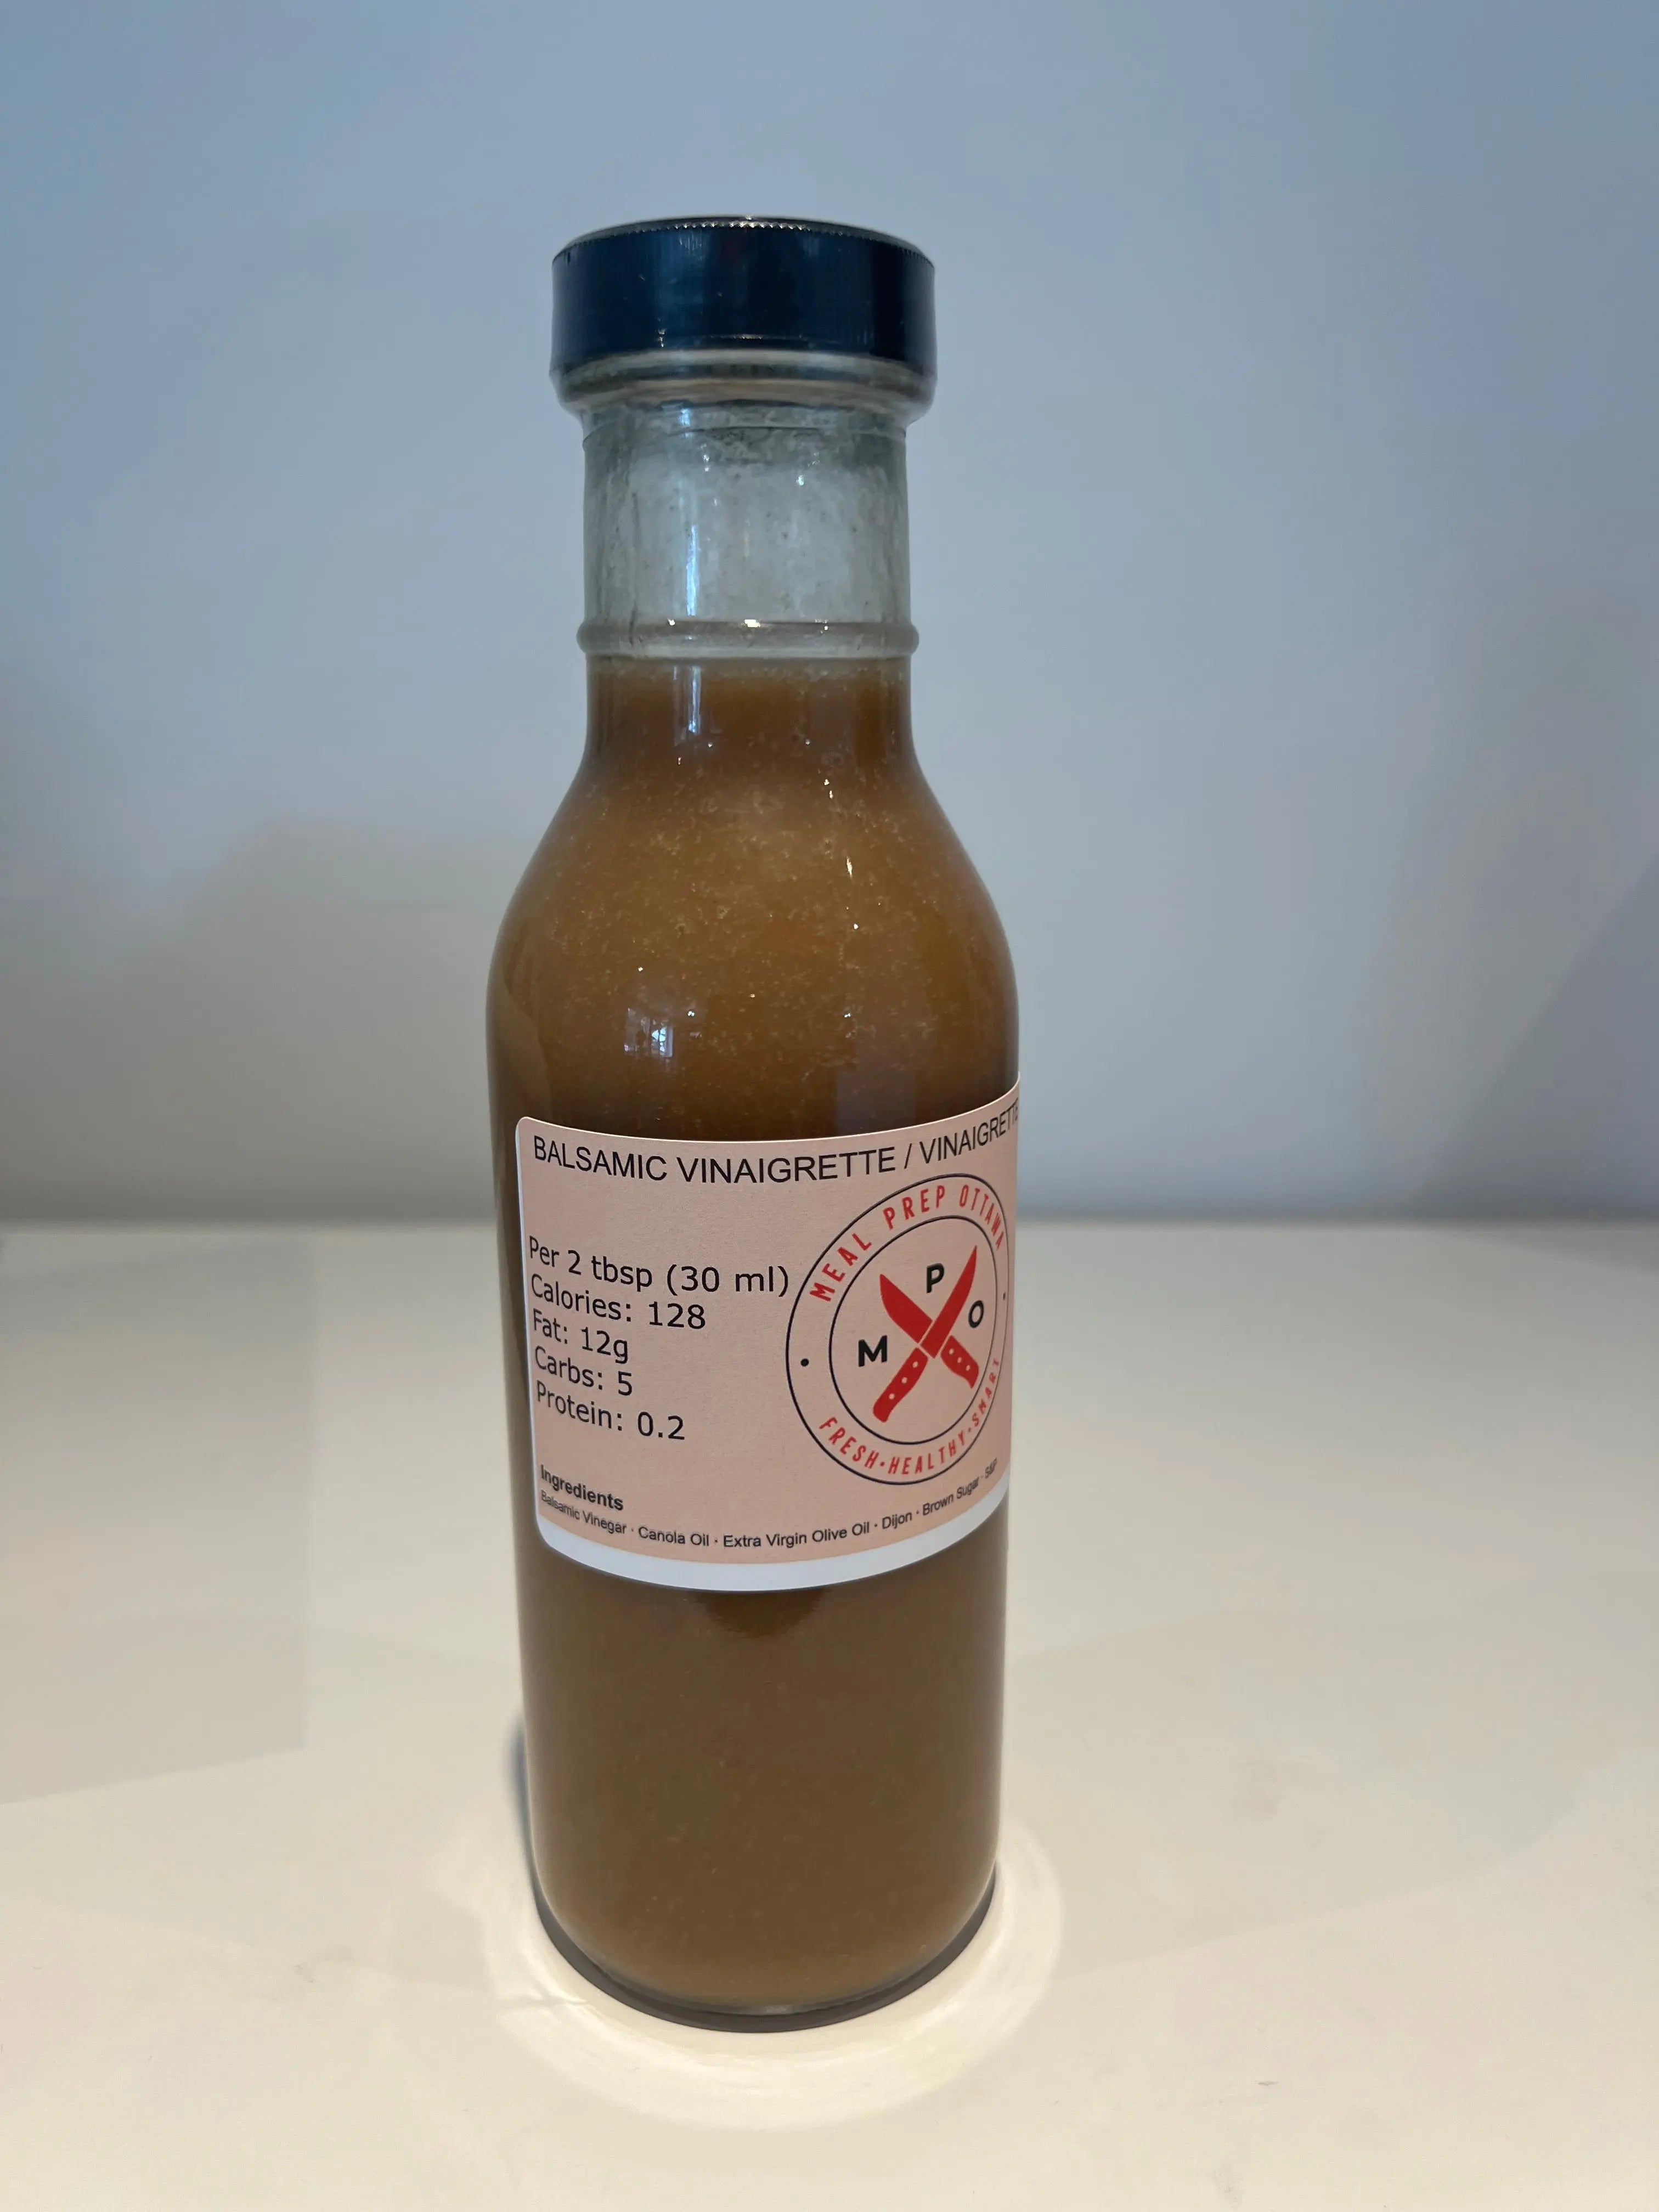 BALSAMIC VINAIGRETTE / VINAIGRETTE
MEAL PREP OTTAWA
M P O
FRESH·HEALTHY·SMART
Per 2 tbsp (30 ml)
Calories: 128
Fat: 12g
Carbs: 5
Protein: 0.2
Ingredients
Balsamic Vinegar · Canola Oil · Extra Virgin Olive Oil · Dijon · Brown Sugar · S&P